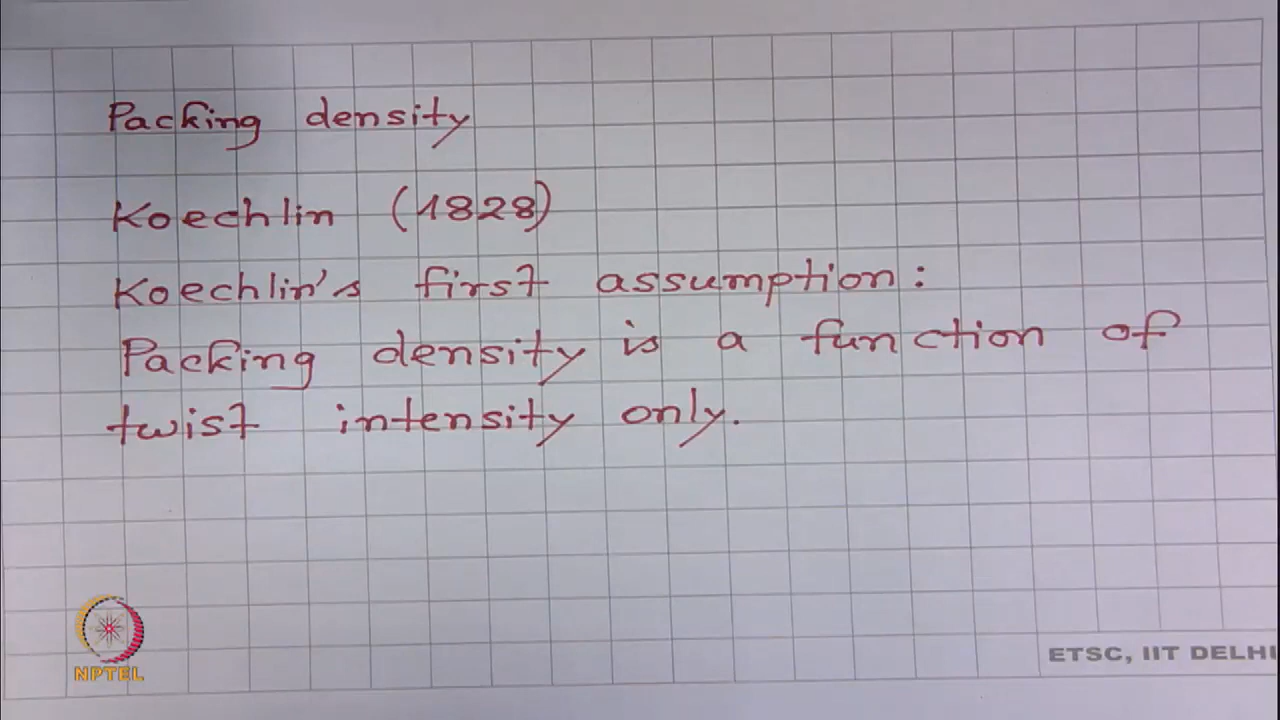 Packing density
Koechlin (1828)
Koechlin's first assumption:
Packing density is a function of
twist intensity only.
NPTEL
ETSC, IIT DELHI